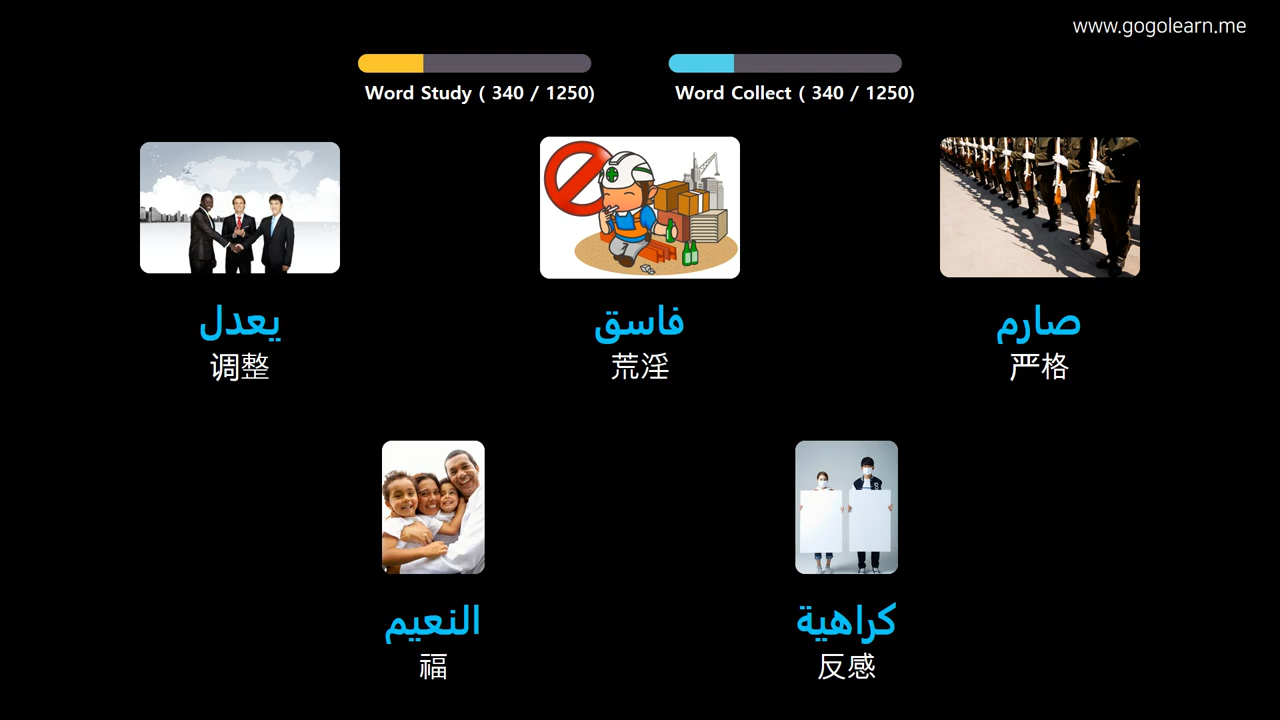 www.gogolearn.me
Word Study ( 340 / 1250)
Word Collect ( 340 / 1250)
يعدل
调整
فاسق
荒淫
صارم
严格
النعيم
福
كراهية
反感